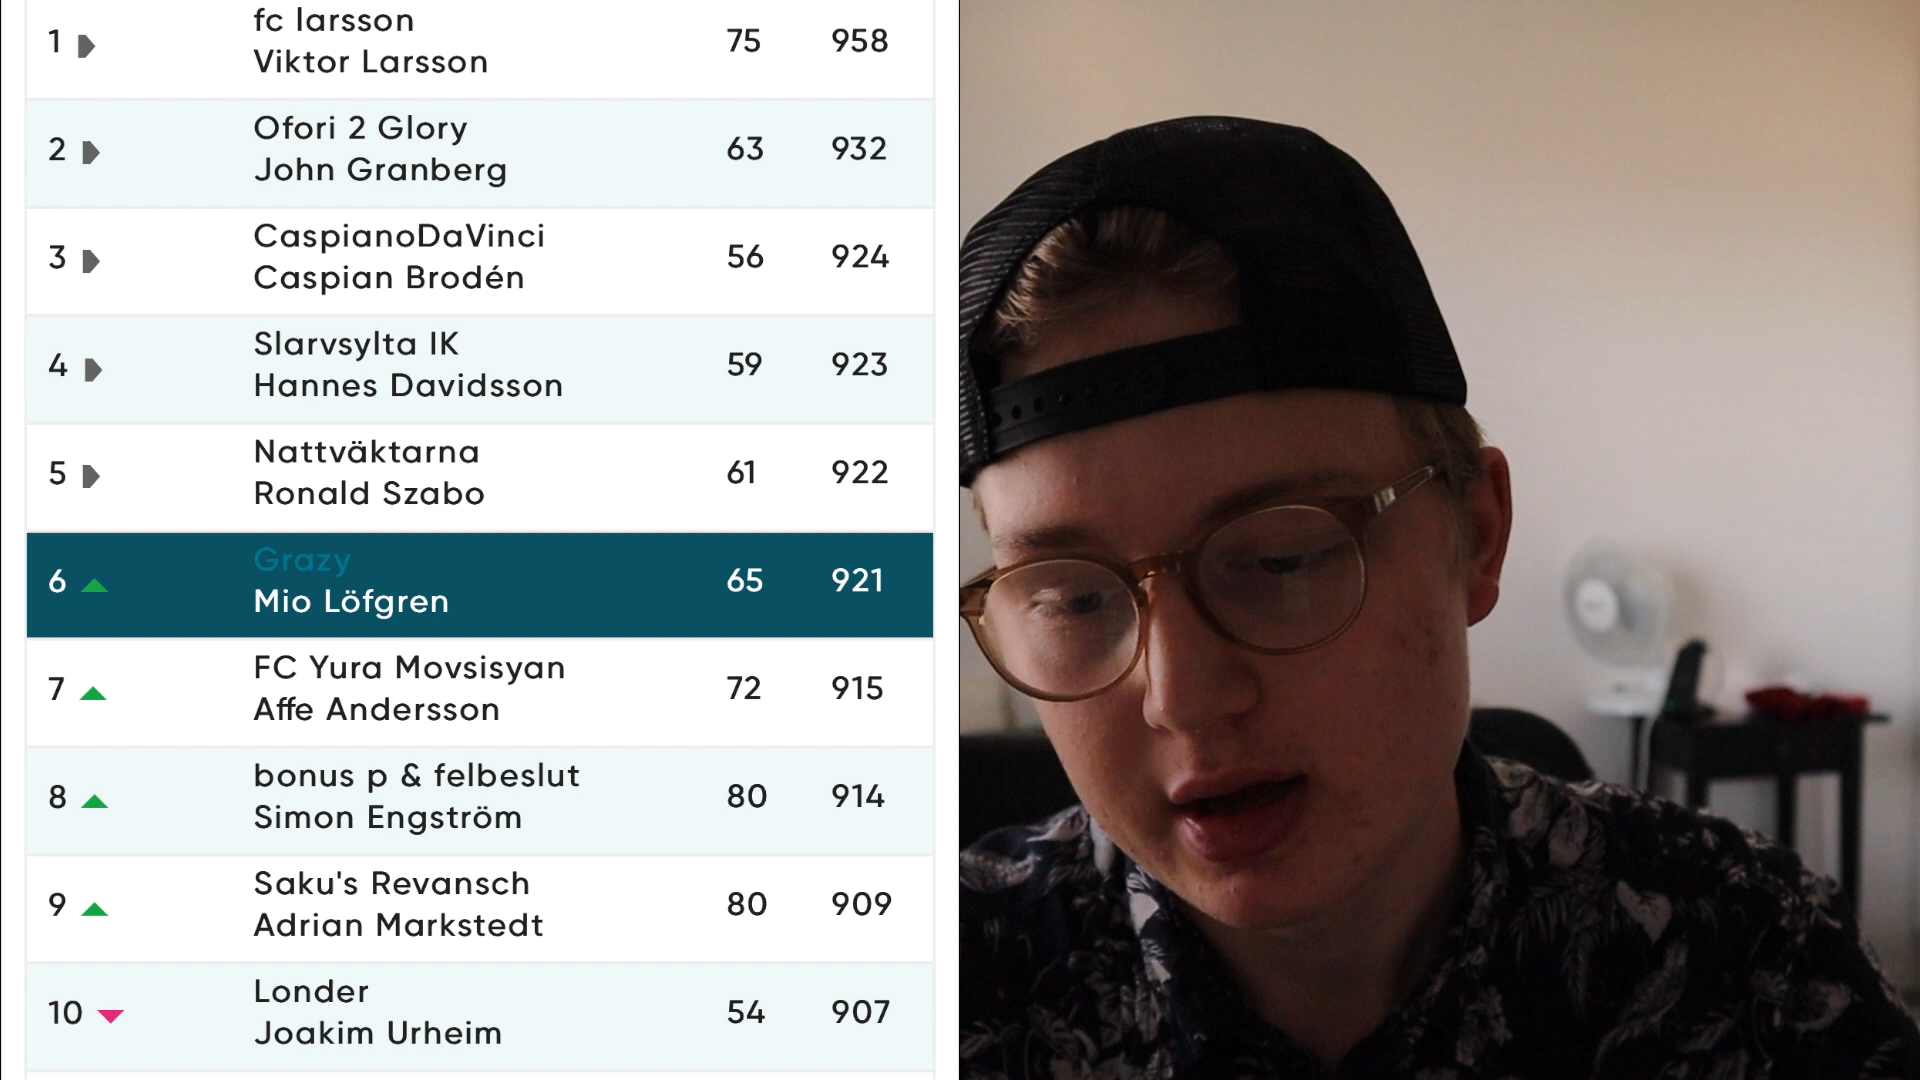 1
fc larsson
Viktor Larsson
75 958
2
Ofori 2 Glory
John Granberg
63 932
3
CaspianoDaVinci
Caspian Brodén
56 924
4
Slarvsylta IK
Hannes Davidsson
59 923
5
Nattväktarna
Ronald Szabo
61 922
6
Grazy
Mio Löfgren
65 921
7
FC Yura Movsisyan
Affe Andersson
72 915
8
bonus p & felbeslut
Simon Engström
80 914
9
Saku's Revansch
Adrian Markstedt
80 909
10
Londer
Joakim Urheim
54 907